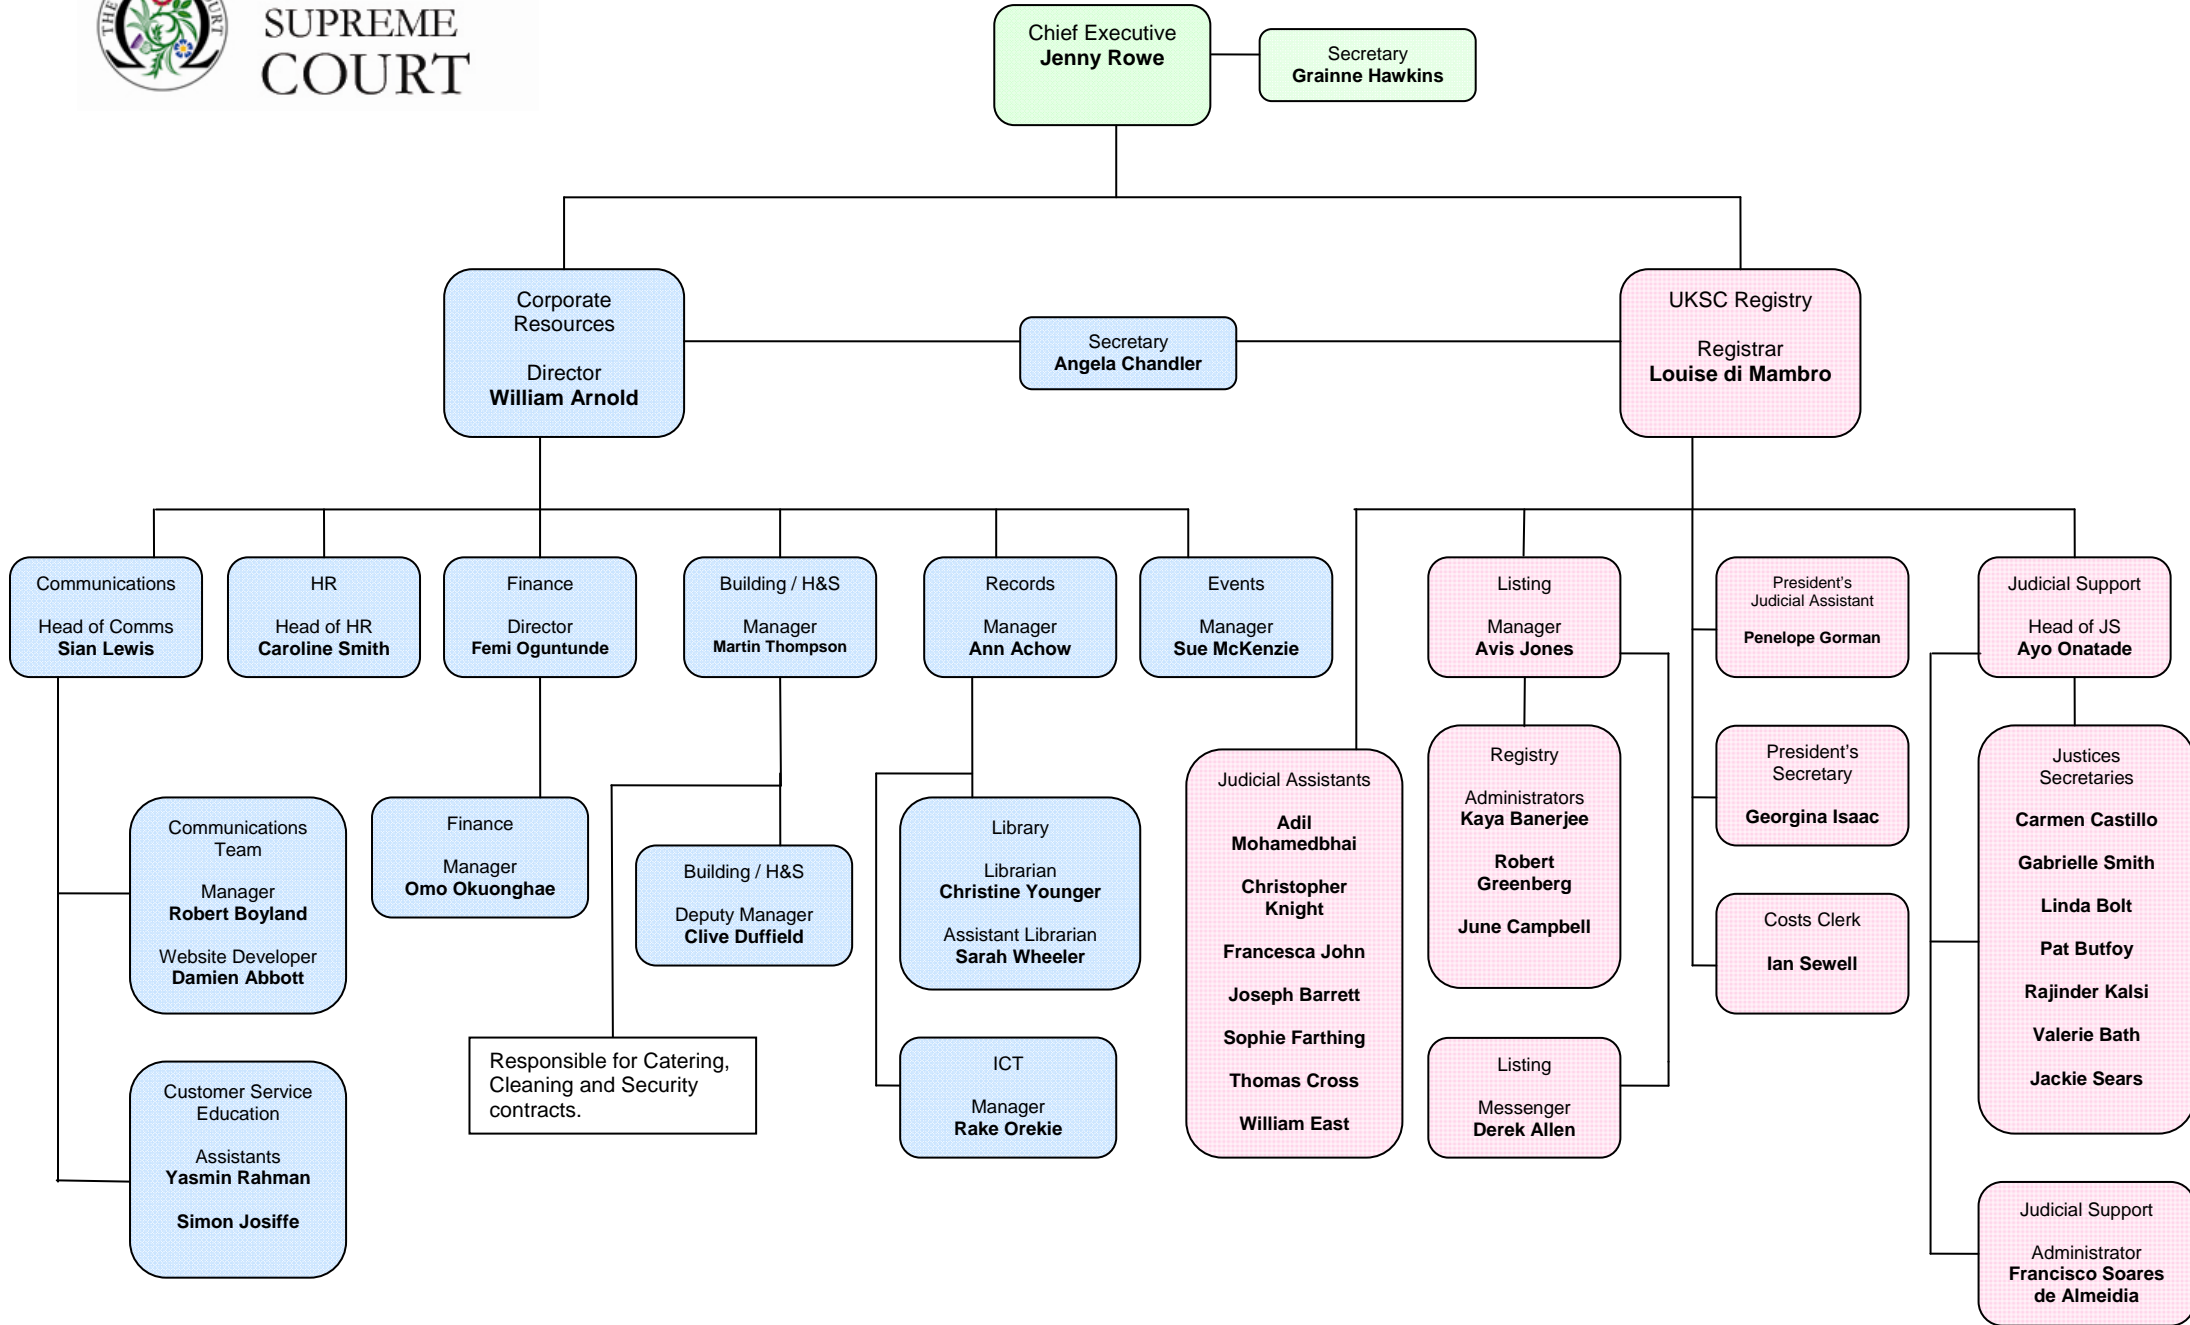 THE
COURT
SUPREME
COURT
Chief Executive
Jenny Rowe
Secretary
Grainne Hawkins
Corporate
Resources
Director
William Arnold
Secretary
Angela Chandler
UKSC Registry
Registrar
Louise di Mambro
Communications
Head of Comms
Sian Lewis
HR
Head of HR
Caroline Smith
Finance
Director
Femi Oguntunde
Building / H&S
Manager
Martin Thompson
Records
Manager
Ann Achow
Events
Manager
Sue McKenzie
Listing
Manager
Avis Jones
President's
Judicial Assistant
Penelope Gorman
Judicial Support
Head of JS
Ayo Onatade
Communications
Team
Manager
Robert Boyland
Website Developer
Damien Abbott
Finance
Manager
Omo Okuonghae
Building / H&S
Deputy Manager
Clive Duffield
Library
Librarian
Christine Younger
Assistant Librarian
Sarah Wheeler
Judicial Assistants
Adil
Mohamedbhai
Christopher
Knight
Francesca John
Joseph Barrett
Sophie Farthing
Thomas Cross
William East
Registry
Administrators
Kaya Banerjee
Robert
Greenberg
June Campbell
President's
Secretary
Georgina Isaac
Costs Clerk
Ian Sewell
Justices
Secretaries
Carmen Castillo
Gabrielle Smith
Linda Bolt
Pat Butfoy
Rajinder Kalsi
Valerie Bath
Jackie Sears
Customer Service
Education
Assistants
Yasmin Rahman
Simon Josiffe
Responsible for Catering,
Cleaning and Security
contracts.
ICT
Manager
Rake Orekie
Listing
Messenger
Derek Allen
Judicial Support
Administrator
Francisco Soares
de Almeidia